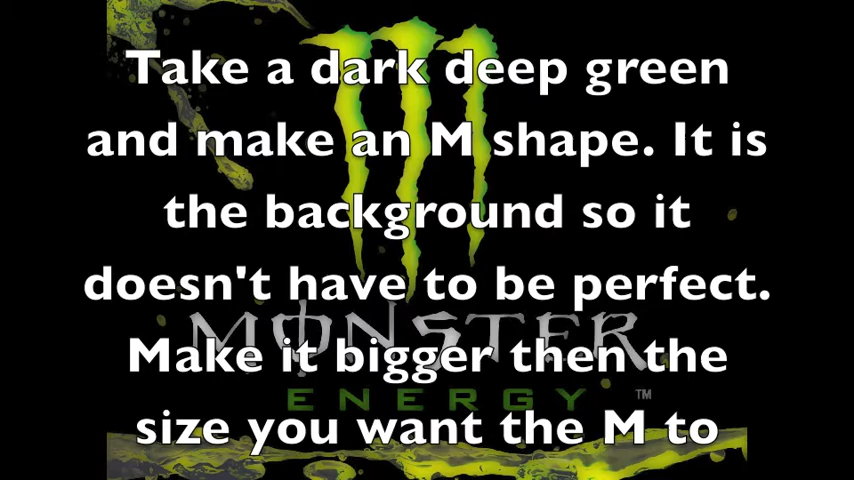 Take a dark deep green
and make an M shape. It is
the background so it
doesn't have to be perfect.
MONSTER
Make it bigger then the
ENERGY ™
size you want the M to